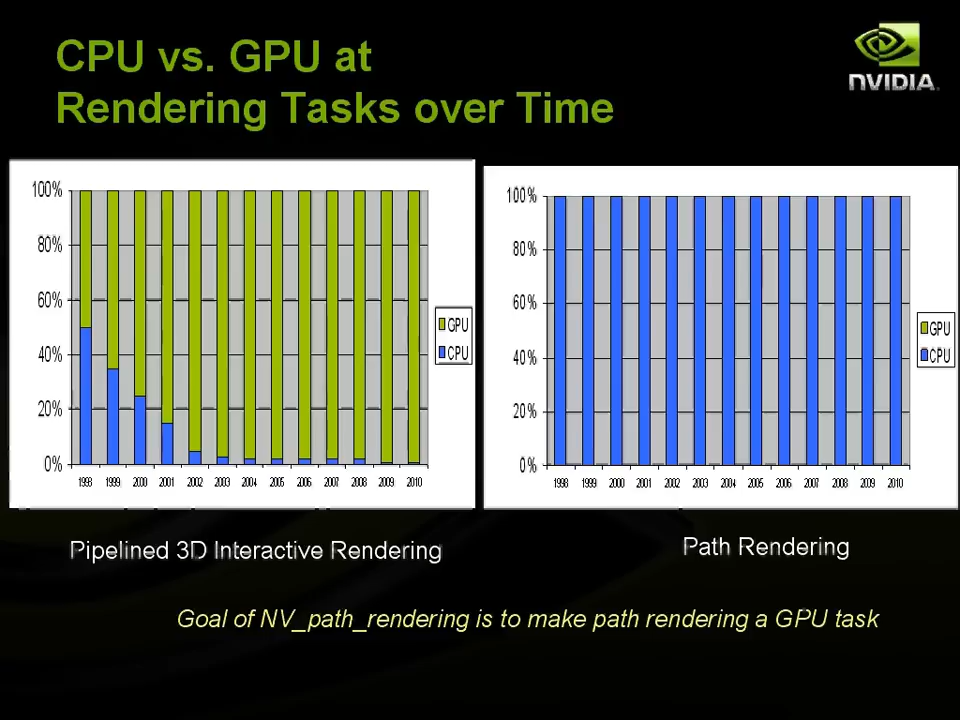 CPU vs. GPU at
Rendering Tasks over Time
NVIDIA.
100%
80%
60%
40%
20%
0%
1998 1999 2000 2001 2002 2003 2004 2005 2006 2007 2008 2009 2010
GPU
CPU
100%
80%
60%
40%
20%
0%
1998 1999 2000 2001 2002 2003 2004 2005 2006 2007 2008 2009 2010
GPU
CPU
Pipelined 3D Interactive Rendering
Path Rendering
Goal of NV_path_rendering is to make path rendering a GPU task